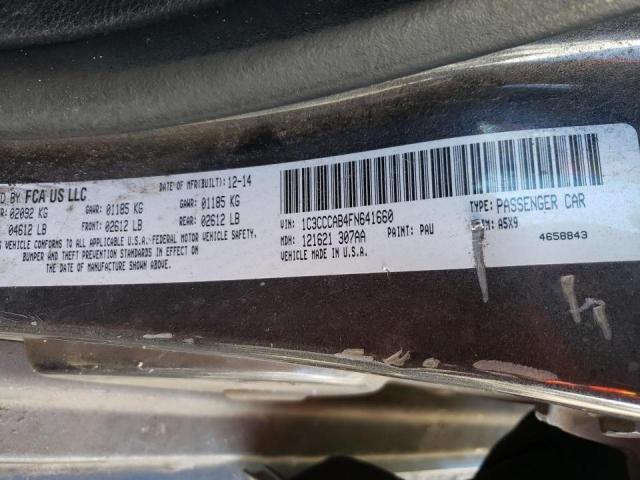 D BY FCA US LLC
DATE OF MFR(BUILT): 12-14
R: 02092 KG
GAWR: 01185 KG
GAWR: 01185 KG
04612 LB
FRONT: 02612 LB
REAR: 02612 LB
VEHICLE CONFORMS TO ALL APPLICABLE U.S.A. FEDERAL MOTOR VEHICLE SAFETY,
BUMPER AND THEFT PREVENTION STANDARDS IN EFFECT ON
THE DATE OF MANUFACTURE SHOWN ABOVE.
VIN: 1C3CCCAB4FN641660
TYPE: PASSENGER CAR
MDH: 121621 307AA
PAINT: PAU
TRIM: A5X9
VEHICLE MADE IN U.S.A.
4658843